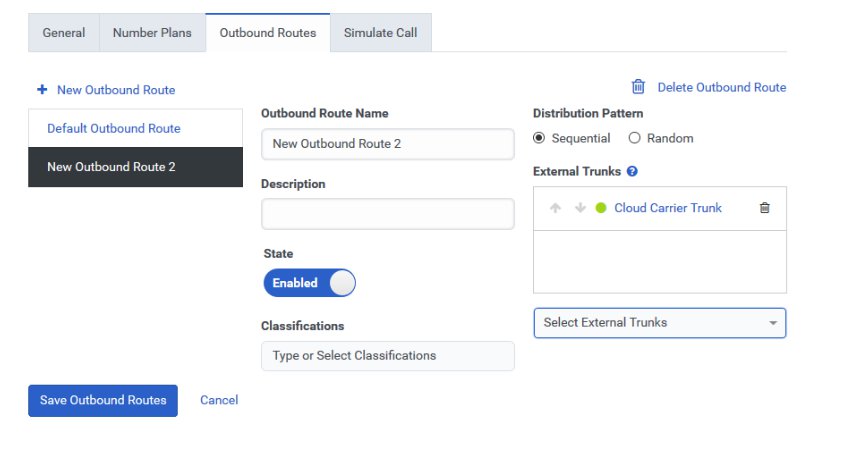 General
Number Plans
Outbound Routes
Simulate Call
+ New Outbound Route
Delete Outbound Route
Default Outbound Route
New Outbound Route 2
Outbound Route Name
New Outbound Route 2
Description
State
Enabled
Classifications
Type or Select Classifications
Distribution Pattern
Sequential
Random
External Trunks ?
Cloud Carrier Trunk
Select External Trunks
Save Outbound Routes
Cancel